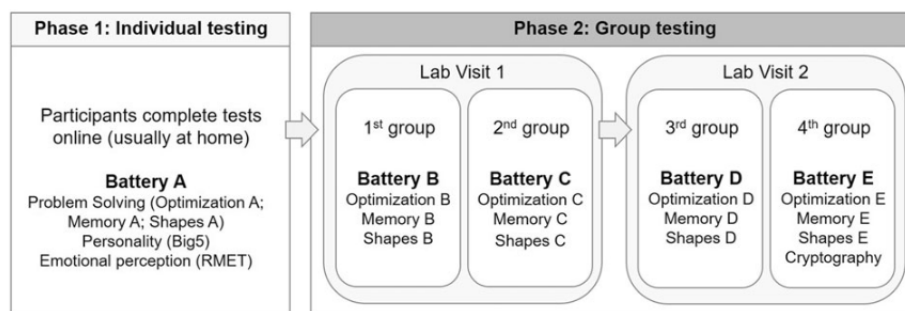 Phase 1: Individual testing
Participants complete tests
online (usually at home)
Battery A
Problem Solving (Optimization A;
Memory A; Shapes A)
Personality (Big5)
Emotional perception (RMET)
Phase 2: Group testing
Lab Visit 1
1st group
Battery B
Optimization B
Memory B
Shapes B
2nd group
Battery C
Optimization C
Memory C
Shapes C
Lab Visit 2
3rd group
Battery D
Optimization D
Memory D
Shapes D
4th group
Battery E
Optimization E
Memory E
Shapes E
Cryptography